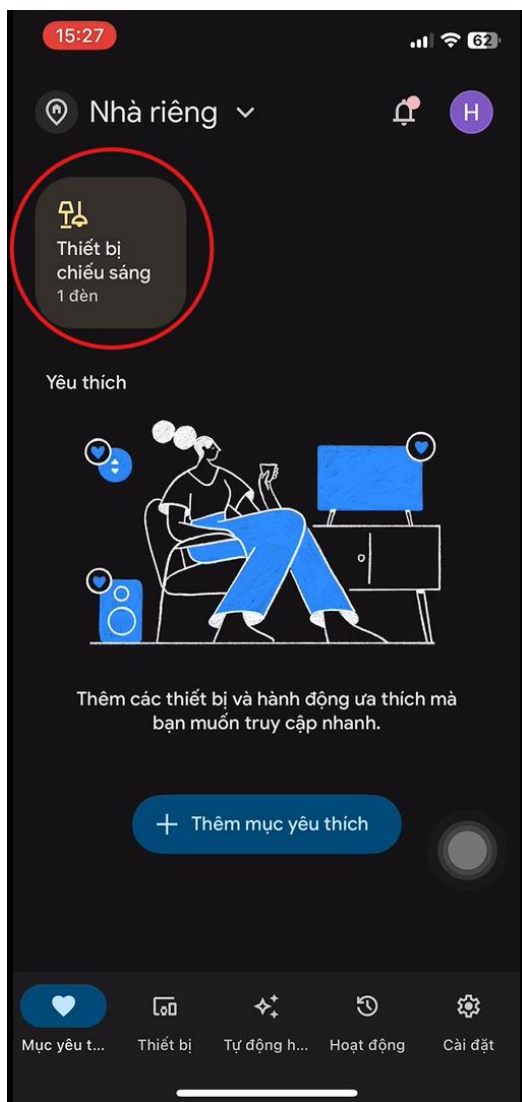 15:27
62
Nhà riêng
H
Thiết bị
chiếu sáng
1 đèn
Yêu thích
Thêm các thiết bị và hành động ưa thích mà
bạn muốn truy cập nhanh.
+ Thêm mục yêu thích
Mục yêu t... Thiết bị Tự động h... Hoạt động Cài đặt